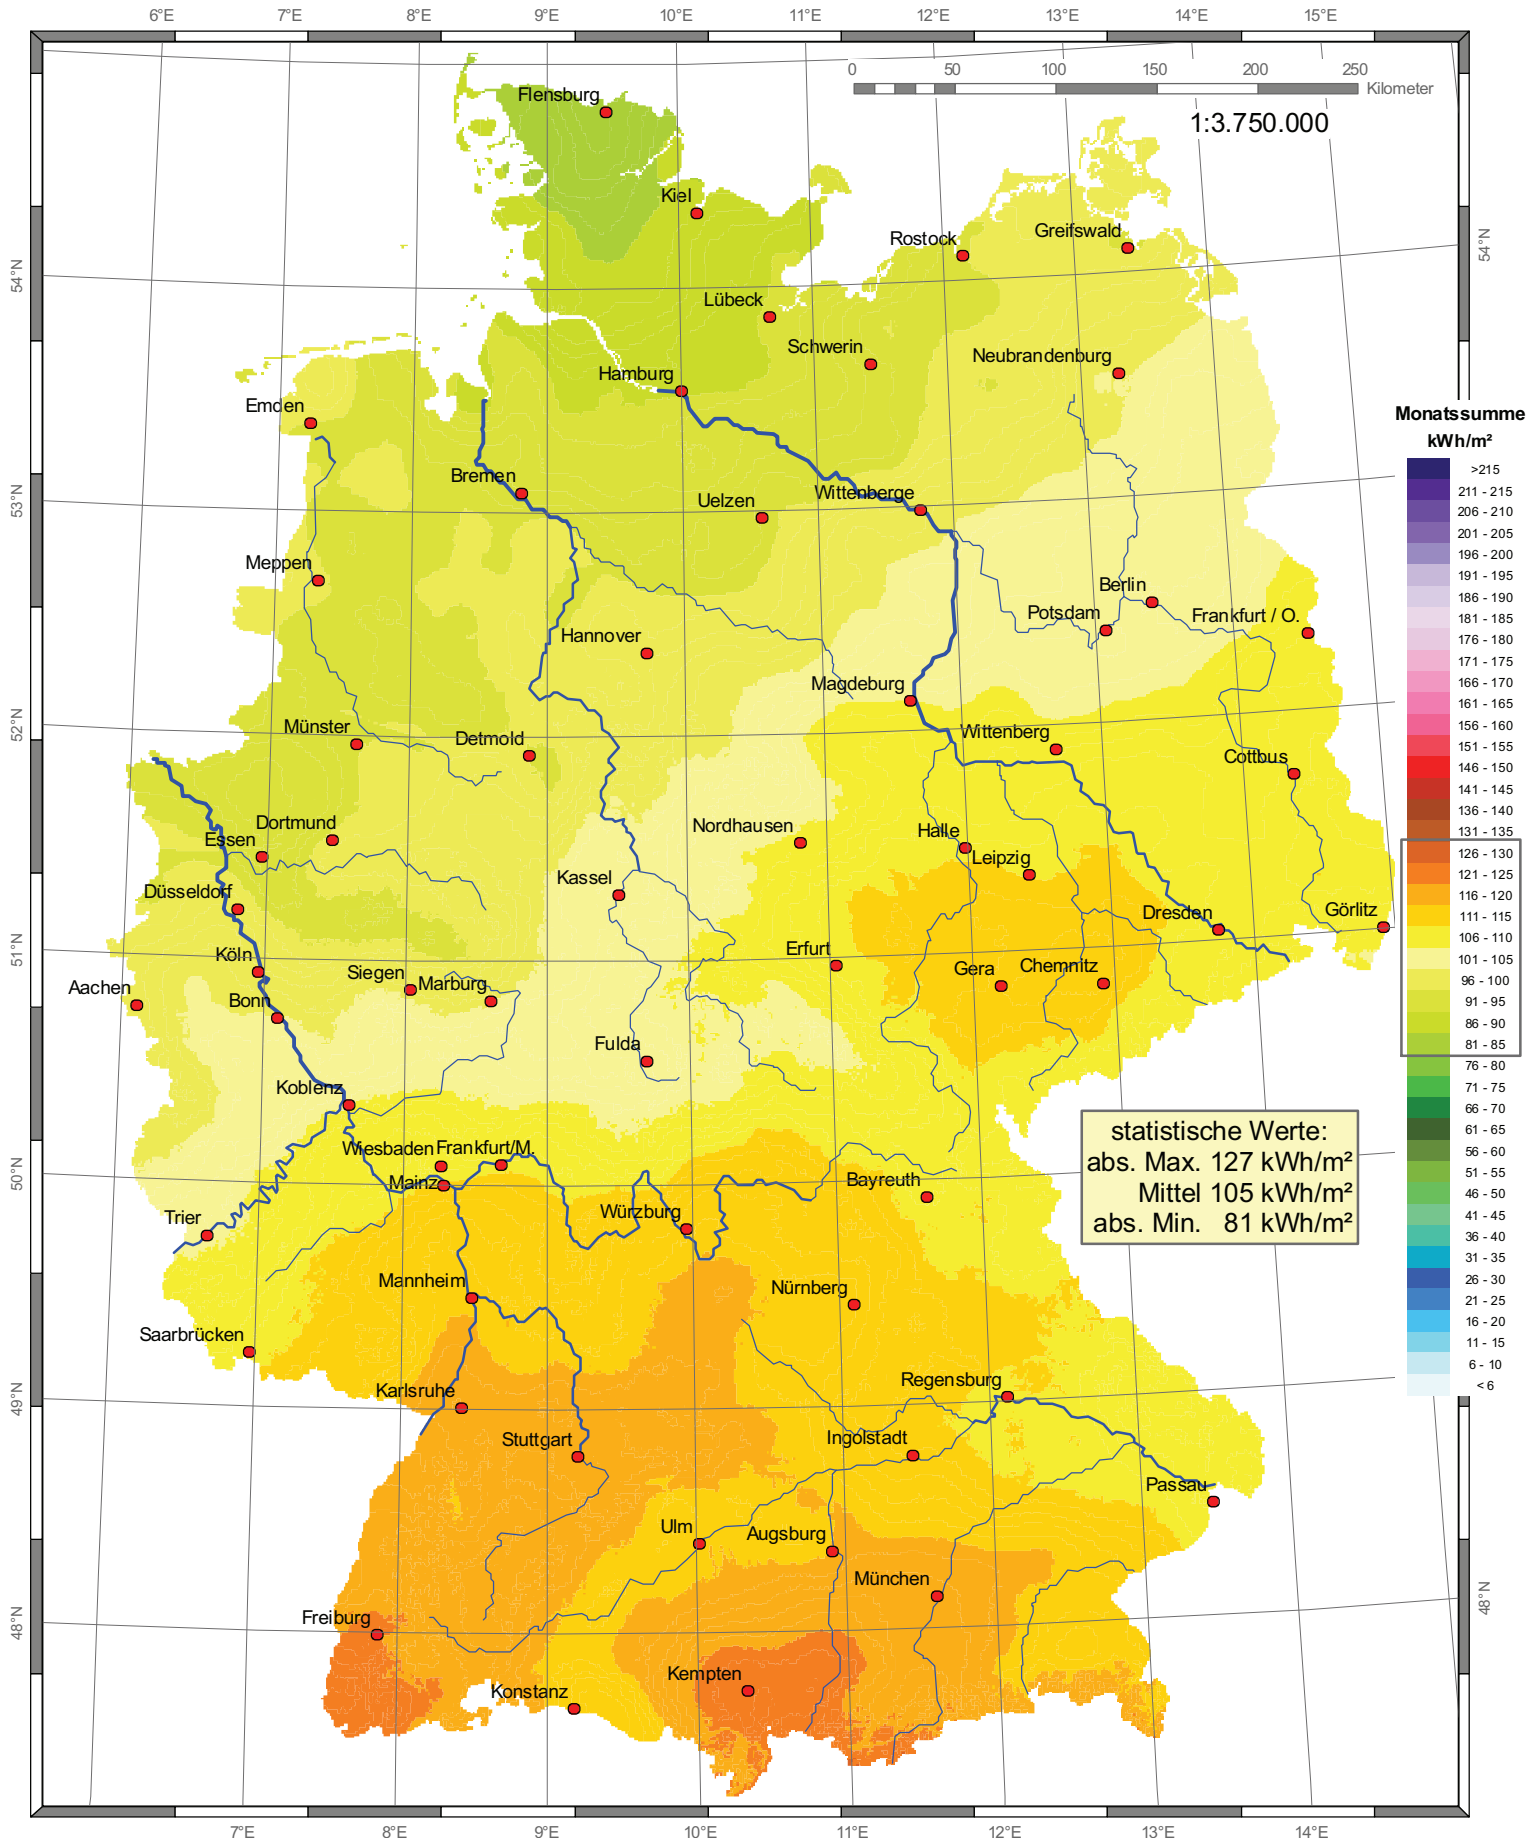 6°E 7°E 8°E 9°E 10°E 11°E 12°E 13°E 14°E 15°E
0 50 100 150 200 250
Kilometer
1:3.750.000
Flensburg
Kiel
Rostock
Greifswald
54°N
54°N
Lübeck
Schwerin
Neubrandenburg
Hamburg
Emden
Bremen
Uelzen
Wittenberge
53°N
Meppen
Berlin
Potsdam
Frankfurt / O.
Hannover
Magdeburg
52°N
Münster
Detmold
Wittenberg
Cottbus
Dortmund
Essen
Nordhausen
Halle
Leipzig
Düsseldorf
Kassel
Dresden
Görlitz
51°N
Köln
Erfurt
Siegen
Marburg
Gera
Chemnitz
Aachen
Bonn
Fulda
Koblenz
Wiesbaden
Frankfurt/M.
50°N
Mainz
Bayreuth
Trier
Würzburg
Mannheim
Nürnberg
Saarbrücken
49°N
Karlsruhe
Regensburg
Stuttgart
Ingolstadt
Passau
Ulm
Augsburg
München
48°N
48°N
Freiburg
Kempten
Konstanz
Monatssumme
kWh/m²
>215
211 - 215
206 - 210
201 - 205
196 - 200
191 - 195
186 - 190
181 - 185
176 - 180
171 - 175
166 - 170
161 - 165
156 - 160
151 - 155
146 - 150
141 - 145
136 - 140
131 - 135
126 - 130
121 - 125
116 - 120
111 - 115
106 - 110
101 - 105
96 - 100
91 - 95
86 - 90
81 - 85
76 - 80
71 - 75
66 - 70
61 - 65
56 - 60
51 - 55
46 - 50
41 - 45
36 - 40
31 - 35
26 - 30
21 - 25
16 - 20
11 - 15
6 - 10
< 6
statistische Werte:
abs. Max. 127 kWh/m²
Mittel 105 kWh/m²
abs. Min. 81 kWh/m²
7°E 8°E 9°E 10°E 11°E 12°E 13°E 14°E